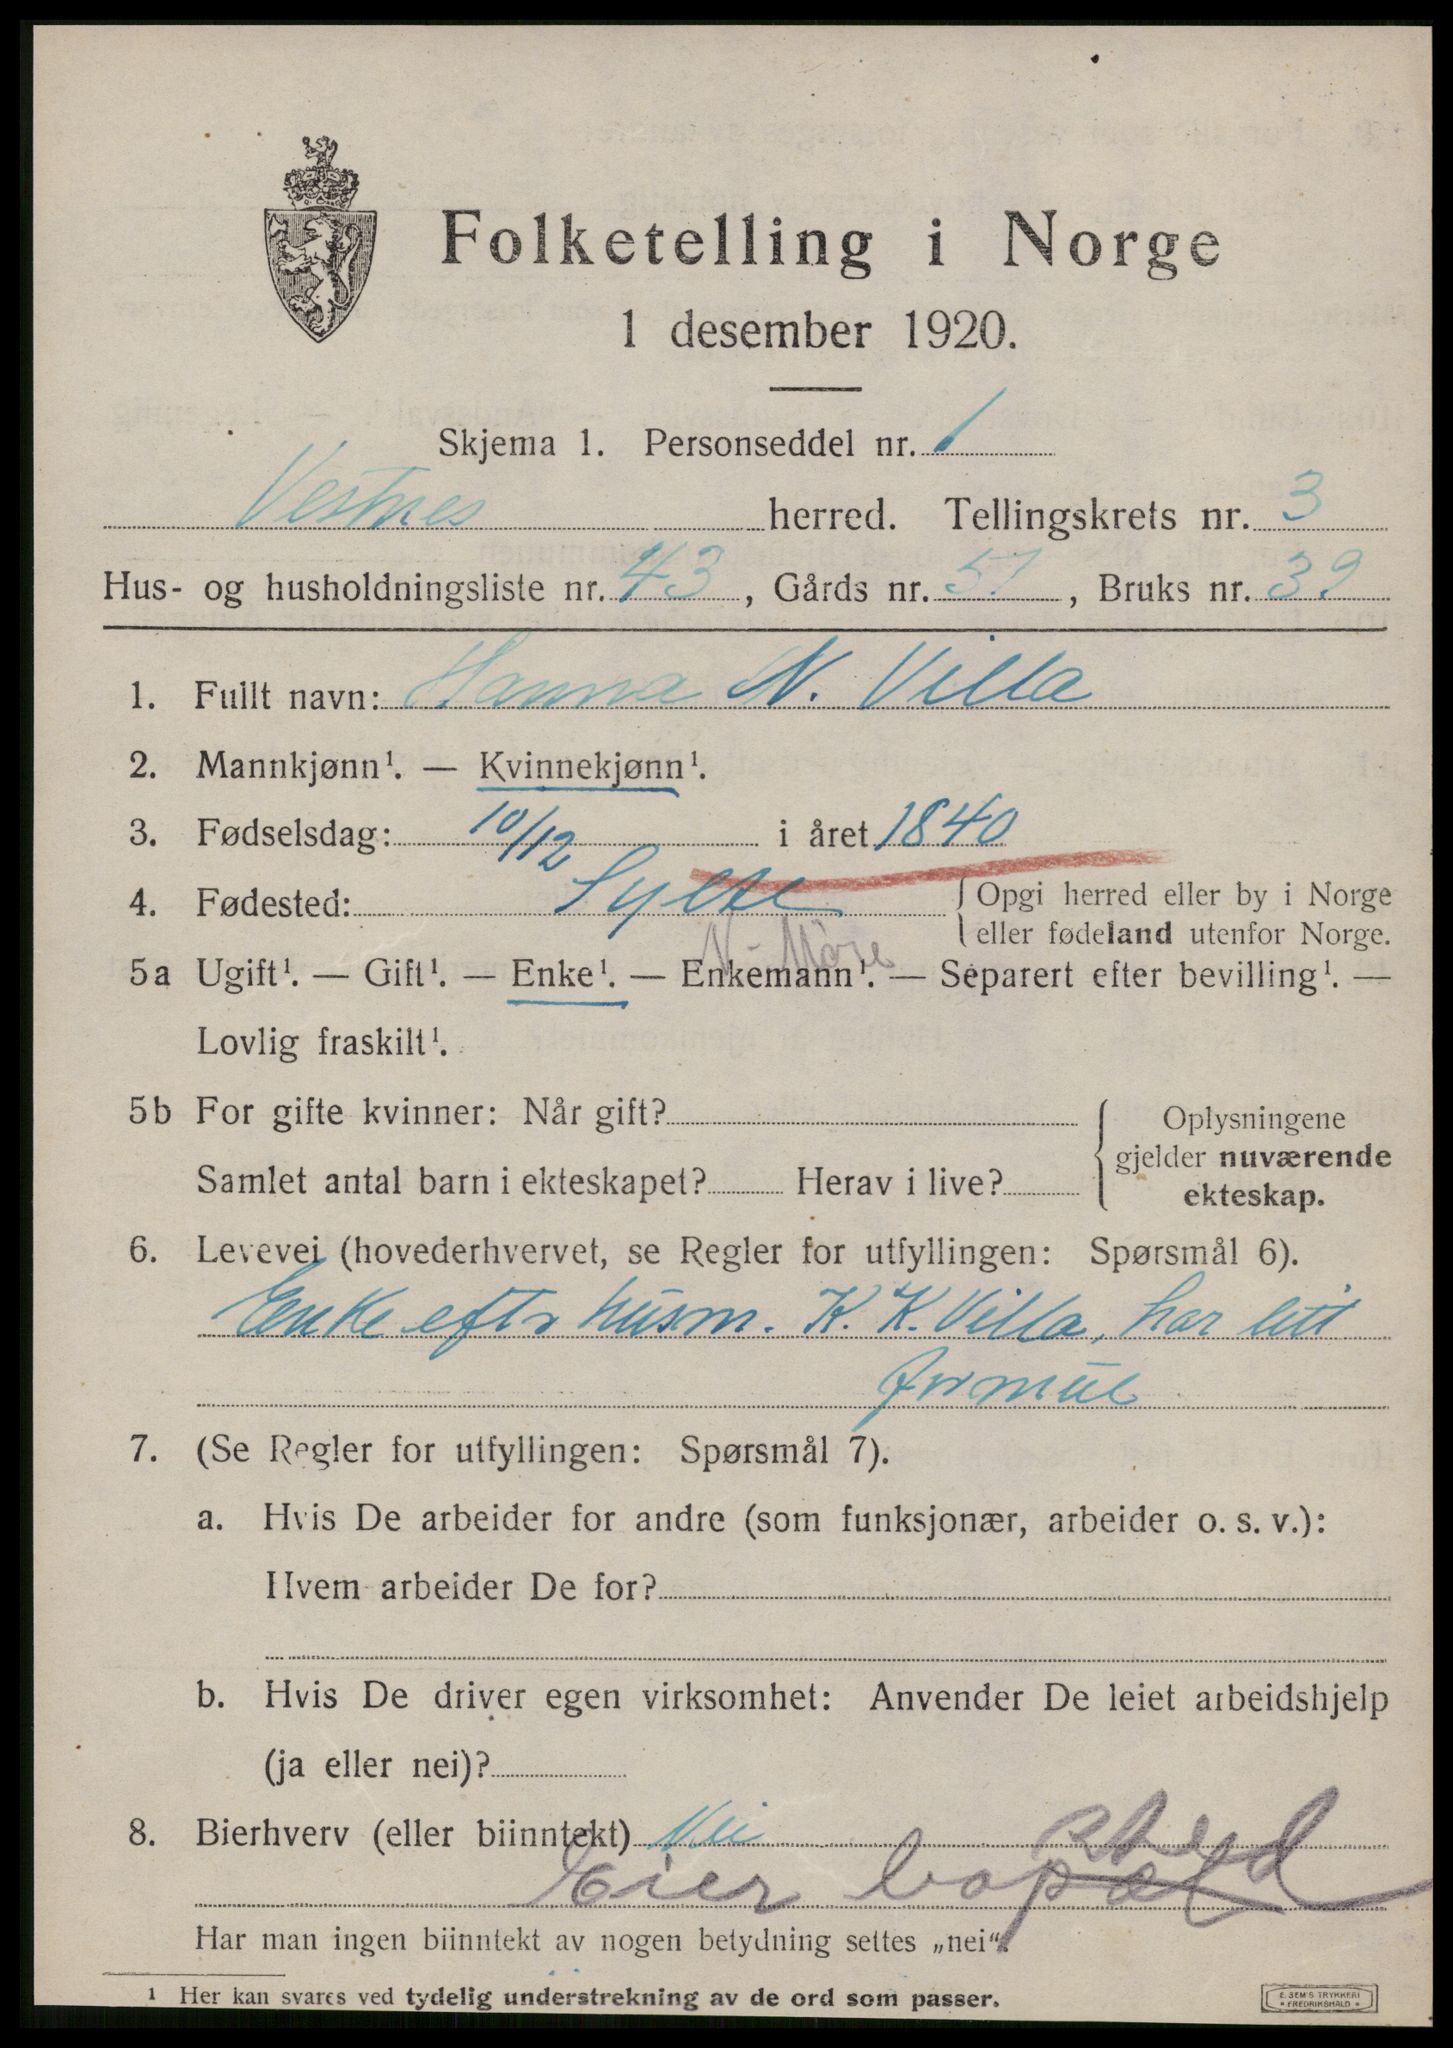 Folketelling i Norge
1 desember 1920.
Skjema 1. Personseddel nr. 1
Vestnes herred. Tellingskrets nr. 3
Hus- og husholdningsliste nr. 43, Gårds nr. 51, Bruks nr. 39
1. Fullt navn: Hanna N. Villa
2. Mannkjønn¹. — Kvinnekjønn¹.
3. Fødselsdag: 10/12 i året 1840
4. Fødested: Sylte { Opgi herred eller by i Norge
eller fødeland utenfor Norge.
N-Möre
5a Ugift¹. — Gift¹. — Enke¹. — Enkemann¹. — Separert efter bevilling¹. —
Lovlig fraskilt¹.
5b For gifte kvinner: Når gift?
Samlet antal barn i ekteskapet? Herav i live?
Oplysningene
gjelder nuværende
ekteskap.
6. Levevei (hovederhvervet, se Regler for utfyllingen: Spørsmål 6).
Enke eftr husm. K. K. Villa, har litt
formue
7. (Se Regler for utfyllingen: Spørsmål 7).
a. Hvis De arbeider for andre (som funksjonær, arbeider o. s. v.):
Hvem arbeider De for?
b. Hvis De driver egen virksomhet: Anvender De leiet arbeidshjelp
(ja eller nei)?
8. Bierhverv (eller biinntekt) Nei
Eier bo
Har man ingen biinntekt av nogen betydning settes „nei“.
¹ Her kan svares ved tydelig understrekning av de ord som passer.
E. SEM'S TRYKKERI
* FREDRIKSHALD *